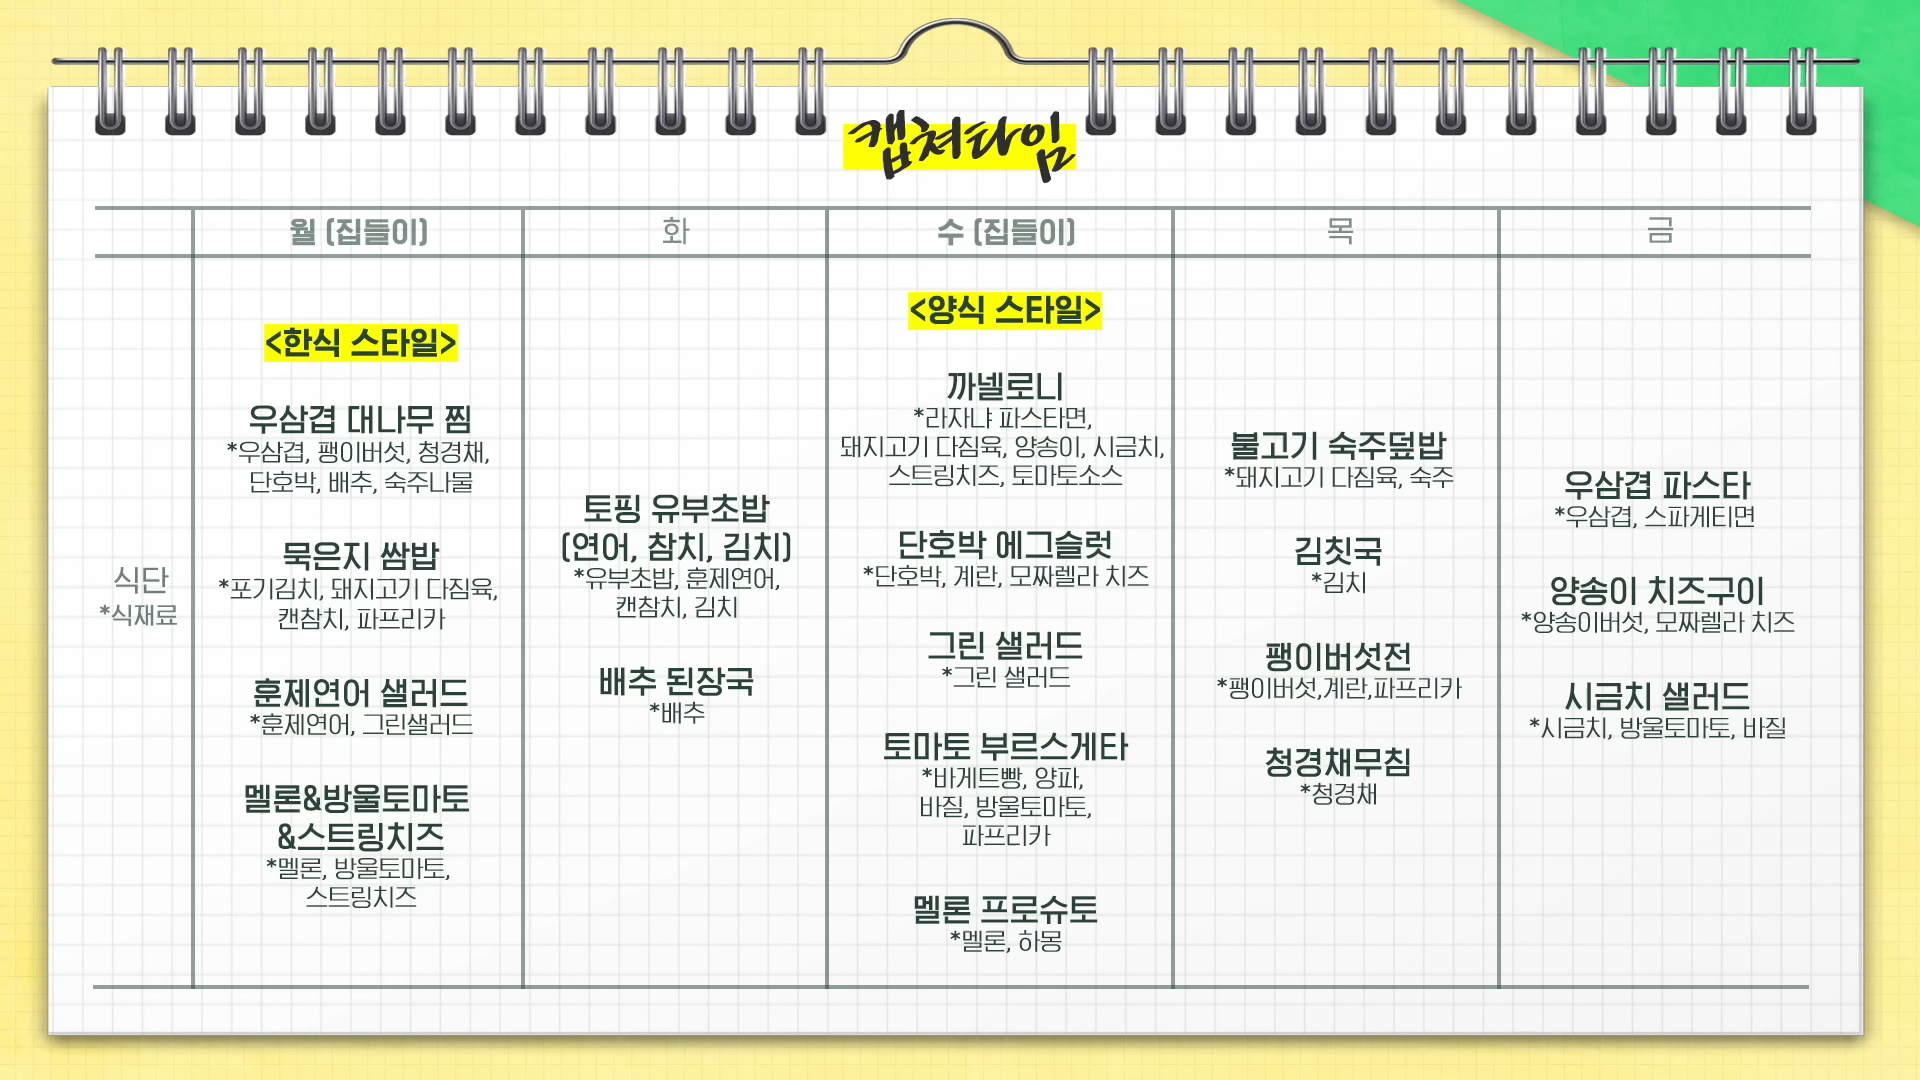 캡쳐타임
월 (집들이)
화
수 (집들이)
목
금
식단
*식재료
<한식 스타일>
우삼겹 대나무 찜
*우삼겹, 팽이버섯, 청경채,
단호박, 배추, 숙주나물
묵은지 쌈밥
*포기김치, 돼지고기 다짐육,
캔참치, 파프리카
훈제연어 샐러드
*훈제연어, 그린샐러드
멜론&방울토마토
&스트링치즈
*멜론, 방울토마토,
스트링치즈
토핑 유부초밥
(연어, 참치, 김치)
*유부초밥, 훈제연어,
캔참치, 김치
배추 된장국
*배추
<양식 스타일>
까넬로니
*라자냐 파스타면,
돼지고기 다짐육, 양송이, 시금치,
스트링치즈, 토마토소스
단호박 에그슬럿
*단호박, 계란, 모짜렐라 치즈
그린 샐러드
*그린 샐러드
토마토 부르스게타
*바게트빵, 양파,
바질, 방울토마토,
파프리카
멜론 프로슈토
*멜론, 하몽
불고기 숙주덮밥
*돼지고기 다짐육, 숙주
김칫국
*김치
팽이버섯전
*팽이버섯,계란,파프리카
청경채무침
*청경채
우삼겹 파스타
*우삼겹, 스파게티면
양송이 치즈구이
*양송이버섯, 모짜렐라 치즈
시금치 샐러드
*시금치, 방울토마토, 바질